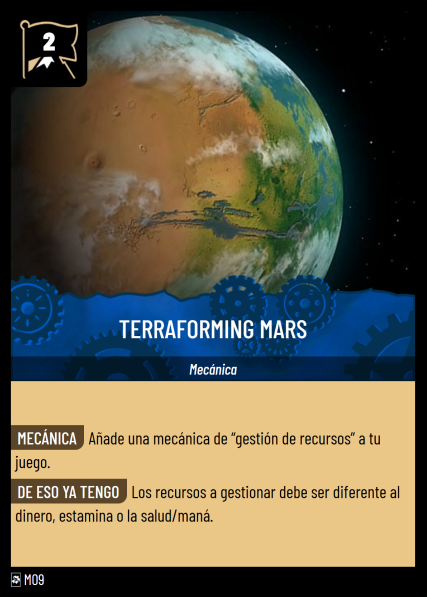 2
TERRAFORMING MARS
Mecánica
MECÁNICA Añade una mecánica de “gestión de recursos” a tu
juego.
DE ESO YA TENGO Los recursos a gestionar debe ser diferente al
dinero, estamina o la salud/maná.
M09